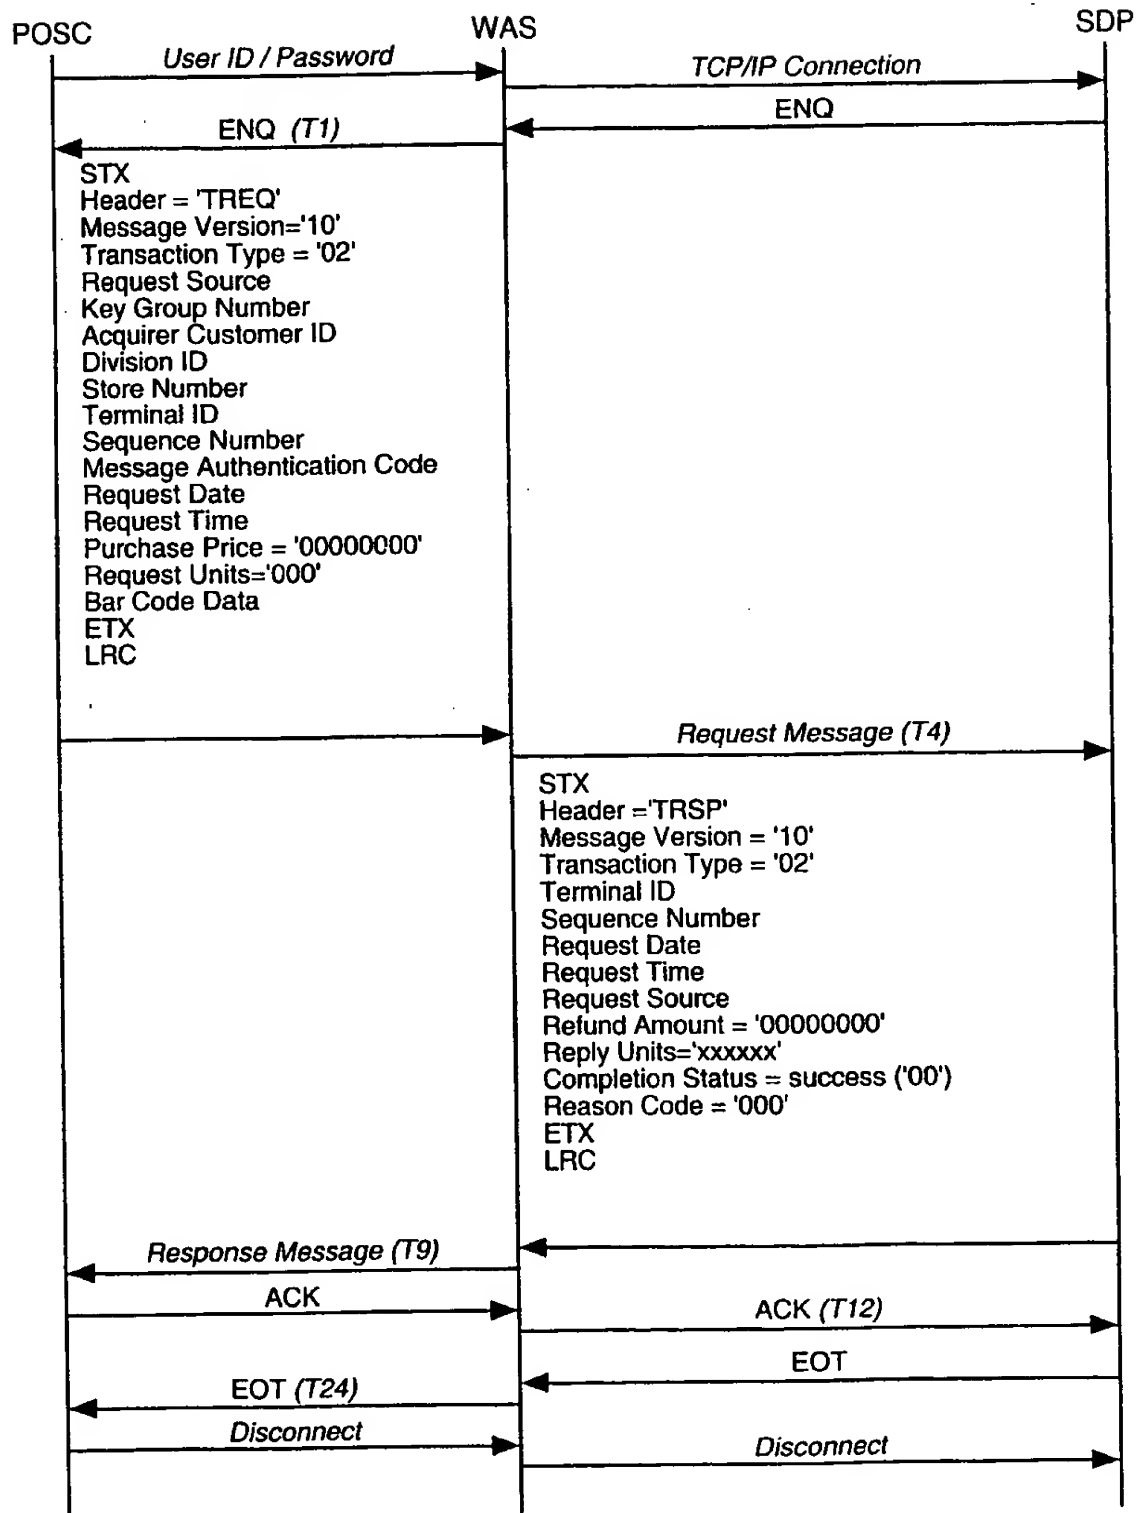 POSC
WAS
SDP
User ID / Password
TCP/IP Connection
ENQ
ENQ (T1)
STX
Header = 'TREQ'
Message Version='10'
Transaction Type = '02'
Request Source
Key Group Number
Acquirer Customer ID
Division ID
Store Number
Terminal ID
Sequence Number
Message Authentication Code
Request Date
Request Time
Purchase Price = '00000000'
Request Units='000'
Bar Code Data
ETX
LRC
Request Message (T4)
STX
Header ='TRSP'
Message Version = '10'
Transaction Type = '02'
Terminal ID
Sequence Number
Request Date
Request Time
Request Source
Refund Amount = '00000000'
Reply Units='xxxxxx'
Completion Status = success ('00')
Reason Code = '000'
ETX
LRC
Response Message (T9)
ACK
ACK (T12)
EOT
EOT (T24)
Disconnect
Disconnect